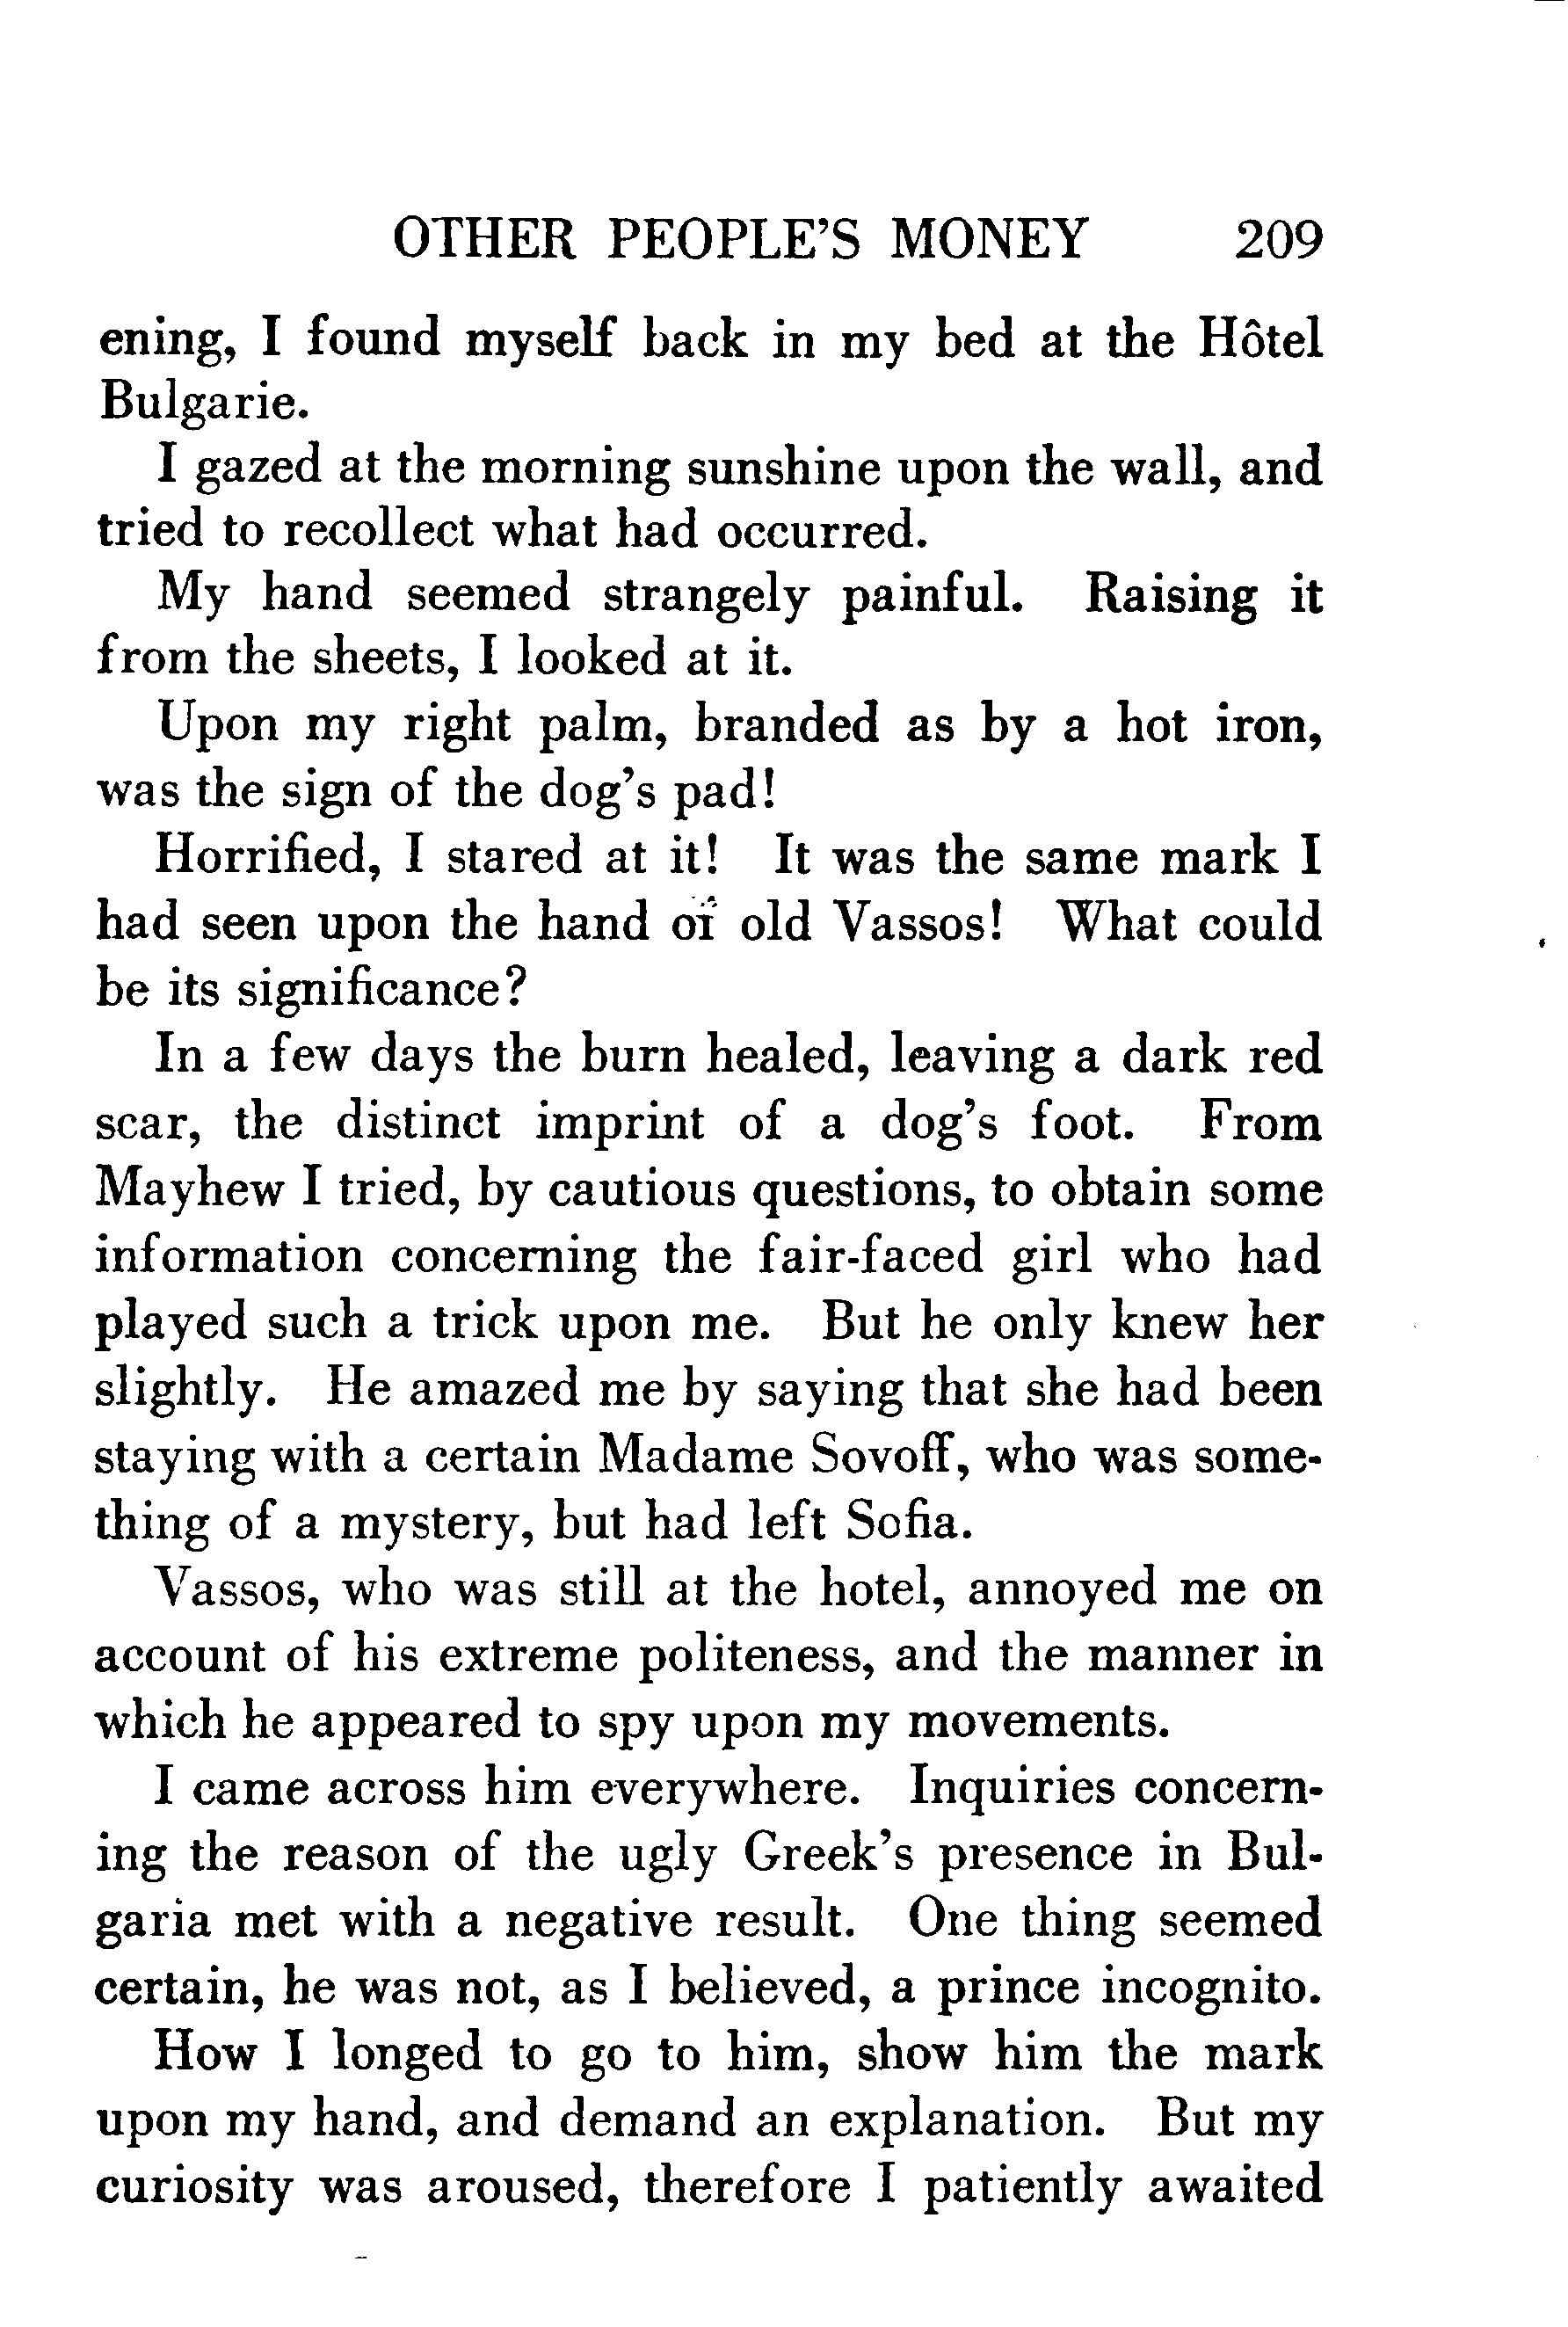 OTHER PEOPLE'S MONEY 209
ening, I found myself back in my bed at the Hôtel
Bulgarie.
I gazed at the morning sunshine upon the wall, and
tried to recollect what had occurred.
My hand seemed strangely painful. Raising it
from the sheets, I looked at it.
Upon my right palm, branded as by a hot iron,
was the sign of the dog's pad!
Horrified, I stared at it! It was the same mark I
had seen upon the hand of old Vassos! What could
be its significance?
In a few days the burn healed, leaving a dark red
scar, the distinct imprint of a dog's foot. From
Mayhew I tried, by cautious questions, to obtain some
information concerning the fair-faced girl who had
played such a trick upon me. But he only knew her
slightly. He amazed me by saying that she had been
staying with a certain Madame Sovoff, who was some-
thing of a mystery, but had left Sofia.
Vassos, who was still at the hotel, annoyed me on
account of his extreme politeness, and the manner in
which he appeared to spy upon my movements.
I came across him everywhere. Inquiries concern-
ing the reason of the ugly Greek's presence in Bul-
garia met with a negative result. One thing seemed
certain, he was not, as I believed, a prince incognito.
How I longed to go to him, show him the mark
upon my hand, and demand an explanation. But my
curiosity was aroused, therefore I patiently awaited